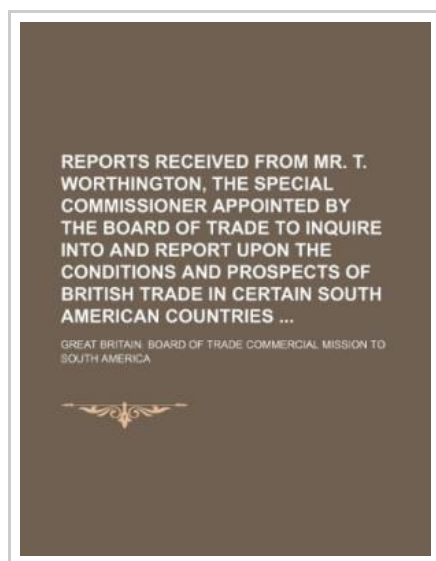 REPORTS RECEIVED FROM MR. T.
WORTHINGTON, THE SPECIAL
COMMISSIONER APPOINTED BY
THE BOARD OF TRADE TO INQUIRE
INTO AND REPORT UPON THE
CONDITIONS AND PROSPECTS OF
BRITISH TRADE IN CERTAIN SOUTH
AMERICAN COUNTRIES ...
GREAT BRITAIN. BOARD OF TRADE COMMERCIAL MISSION TO
SOUTH AMERICA